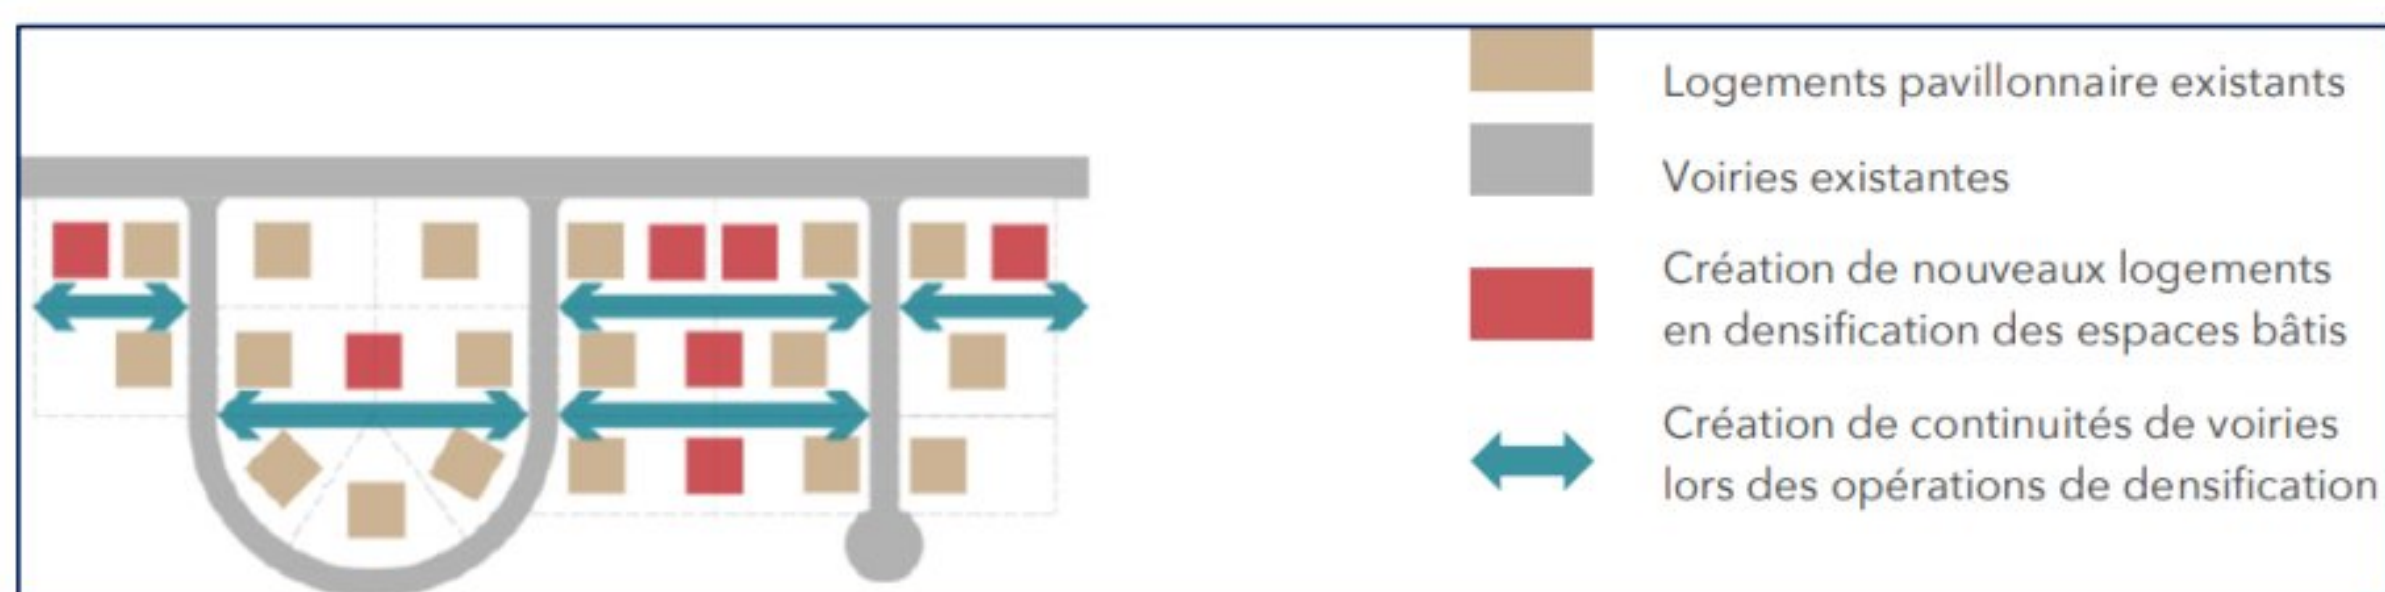 Logements pavillonnaire existants
Voiries existantes
Création de nouveaux logements
en densification des espaces bâtis
Création de continuités de voiries
lors des opérations de densification